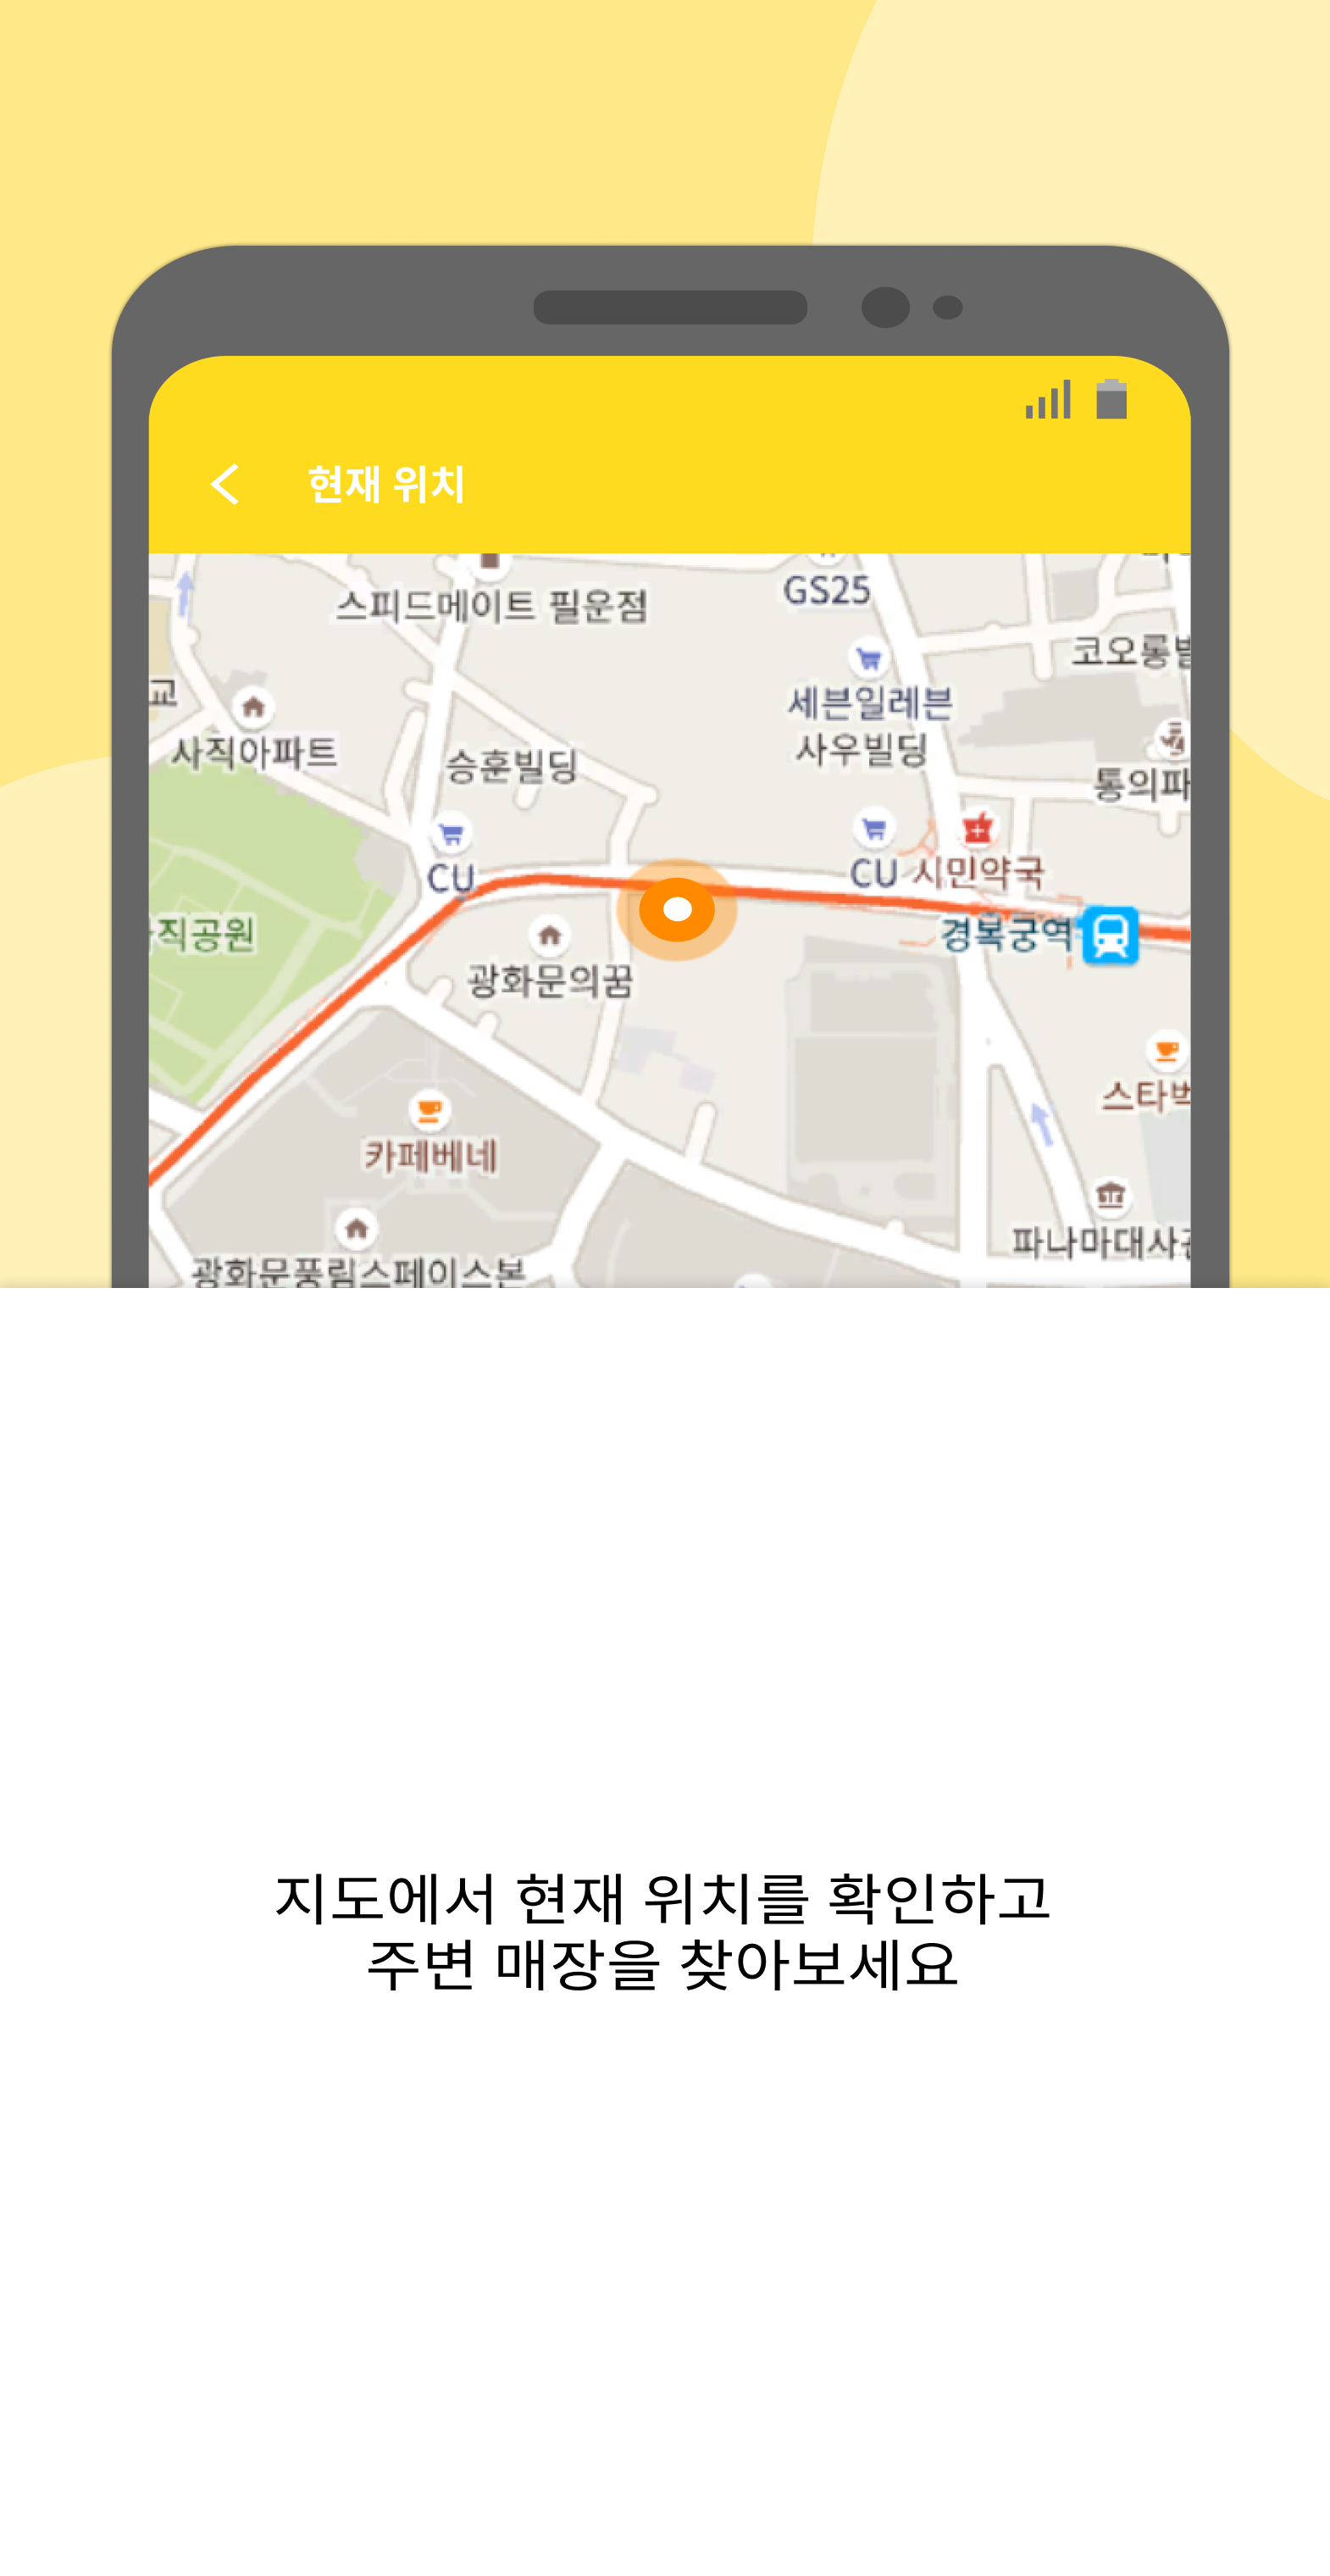 현재 위치
스피드메이트 필운점
GS25
코오롱빌
교
세븐일레븐
사직아파트
승훈빌딩
사우빌딩
통의파
CU
CU
시민약국
직공원
경복궁역
광화문의꿈
스타벅
카페베네
파나마대사관
광화문풍림스페이스본
지도에서 현재 위치를 확인하고
주변 매장을 찾아보세요